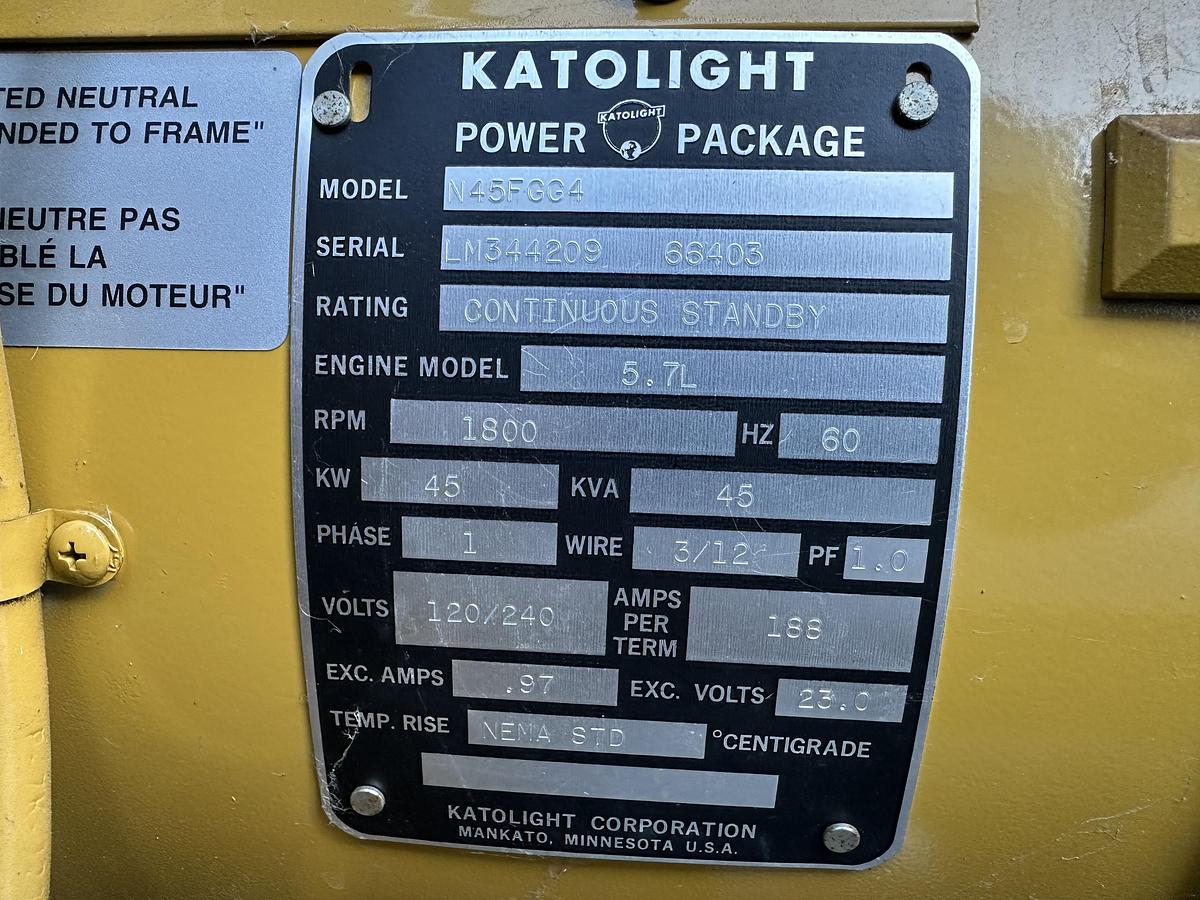 TED NEUTRAL
NDED TO FRAME"
NEUTRE PAS
BLÉ LA
SE DU MOTEUR"
KATOLIGHT
KATOLIGHT
POWER PACKAGE
MODEL N45FGG4
SERIAL LM344209 66403
RATING CONTINUOUS STANDBY
ENGINE MODEL 5.7L
RPM 1800 HZ 60
KW 45 KVA 45
PHASE 1 WIRE 3/12 PF 1.0
VOLTS 120/240 AMPS PER TERM 188
EXC. AMPS .97 EXC. VOLTS 23.0
TEMP. RISE NEMA STD °CENTIGRADE
KATOLIGHT CORPORATION
MANKATO, MINNESOTA U.S.A.